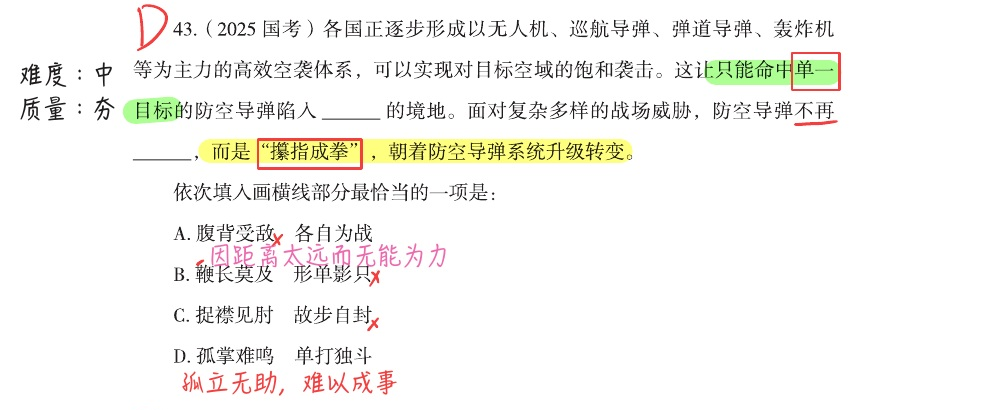 D 43.（2025 国考）各国正逐步形成以无人机、巡航导弹、弹道导弹、轰炸机
难度：中
等为主力的高效空袭体系，可以实现对目标空域的饱和袭击。这让只能命中单一
质量：夯
目标的防空导弹陷入______的境地。面对复杂多样的战场威胁，防空导弹不再
______，而是“攥指成拳”，朝着防空导弹系统升级转变。
依次填入画横线部分最恰当的一项是：
A. 腹背受敌 各自为战
因距离太远而无能为力
B. 鞭长莫及 形单影只
C. 捉襟见肘 故步自封
D. 孤掌难鸣 单打独斗
孤立无助，难以成事